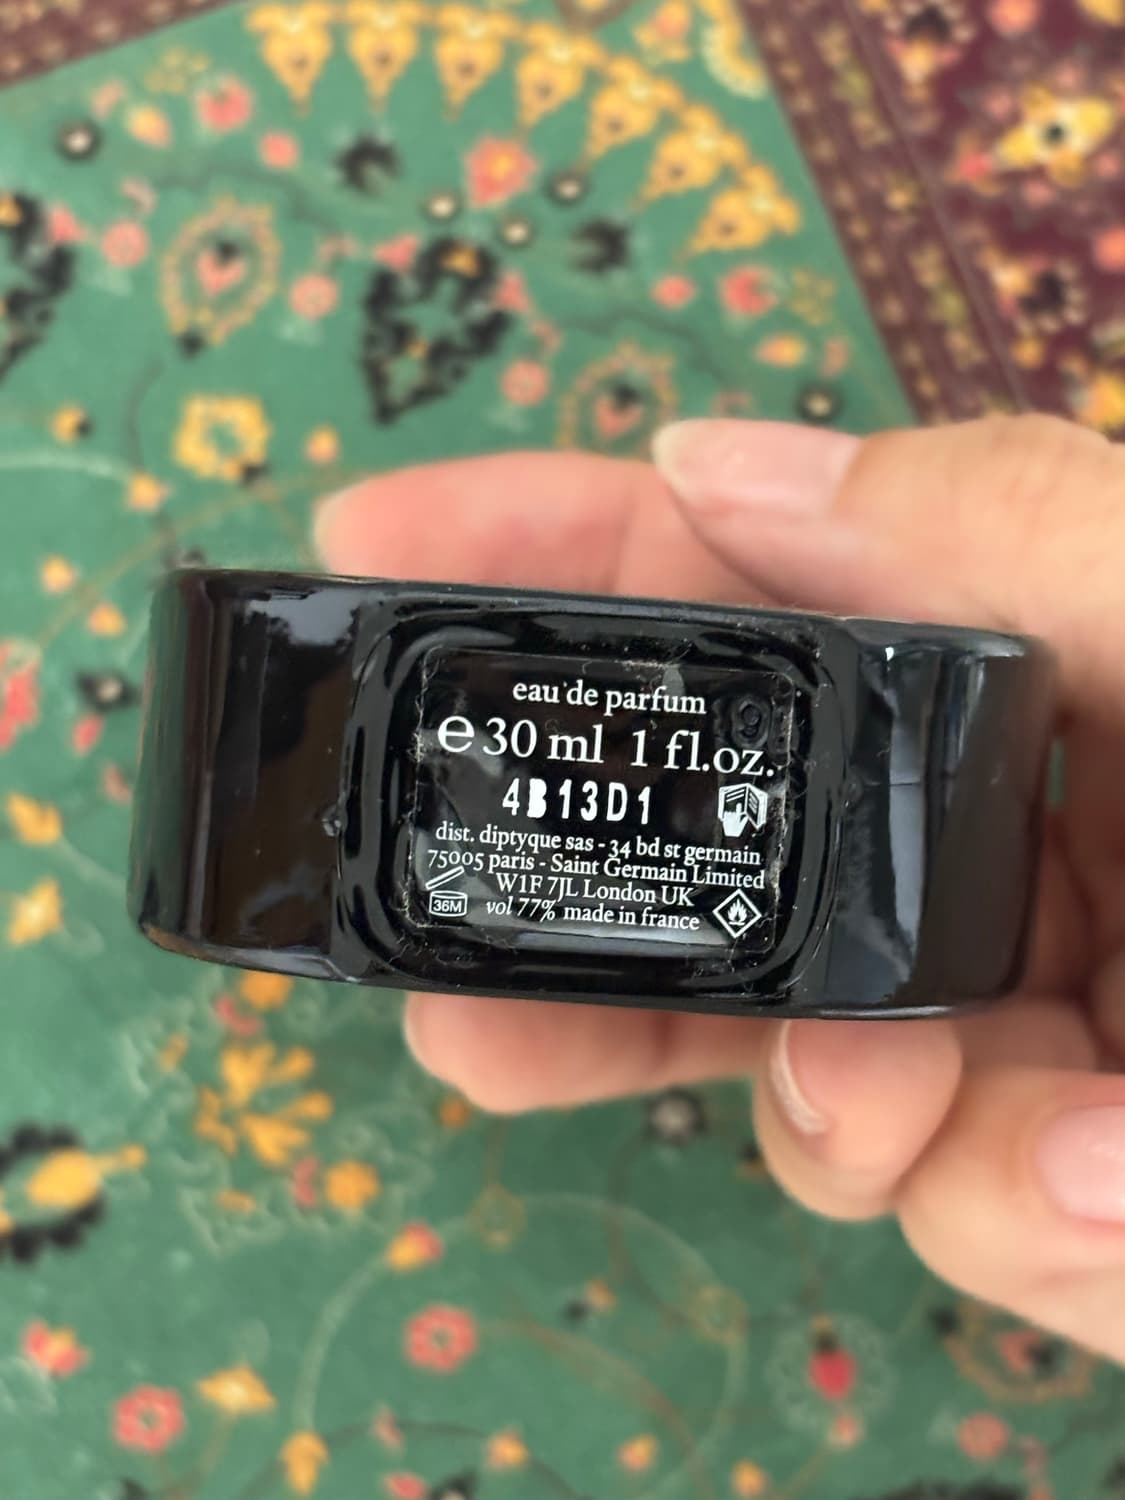 eau de parfum
℮ 30 ml 1 fl.oz.
4B13D1
dist. diptyque sas - 34 bd st germain
75005 paris - Saint Germain Limited
W1F 7JL London UK
36M vol 77% made in france